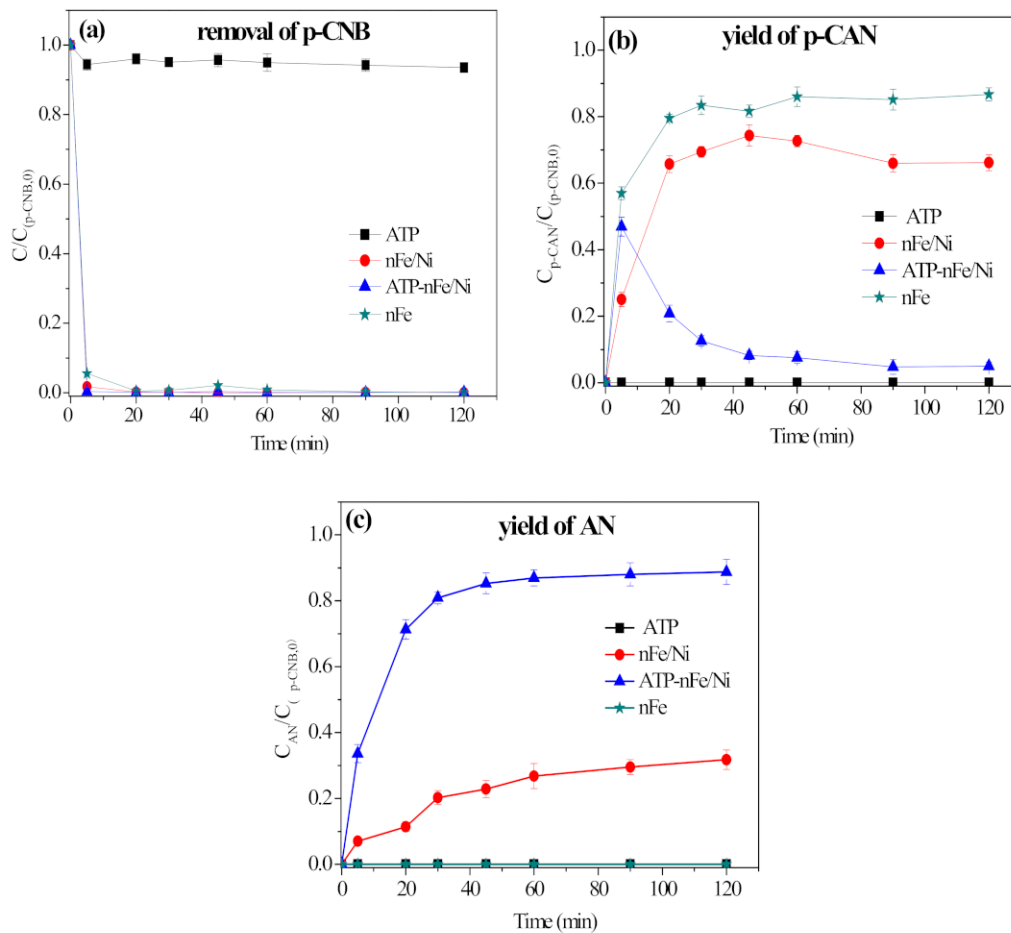 (a) removal of p-CNB
1.0
0.8
0.6
0.4
0.2
0.0
C/C(p-CNB,0)
ATP
nFe/Ni
ATP-nFe/Ni
nFe
0 20 40 60 80 100 120
Time (min)
(b) yield of p-CAN
1.0
0.8
0.6
0.4
0.2
0.0
Cp-CAN/C(p-CNB,0)
ATP
nFe/Ni
ATP-nFe/Ni
nFe
0 20 40 60 80 100 120
Time (min)
(c) yield of AN
1.0
0.8
0.6
0.4
0.2
0.0
CAN/C( p-CNB,0)
ATP
nFe/Ni
ATP-nFe/Ni
nFe
0 20 40 60 80 100 120
Time (min)